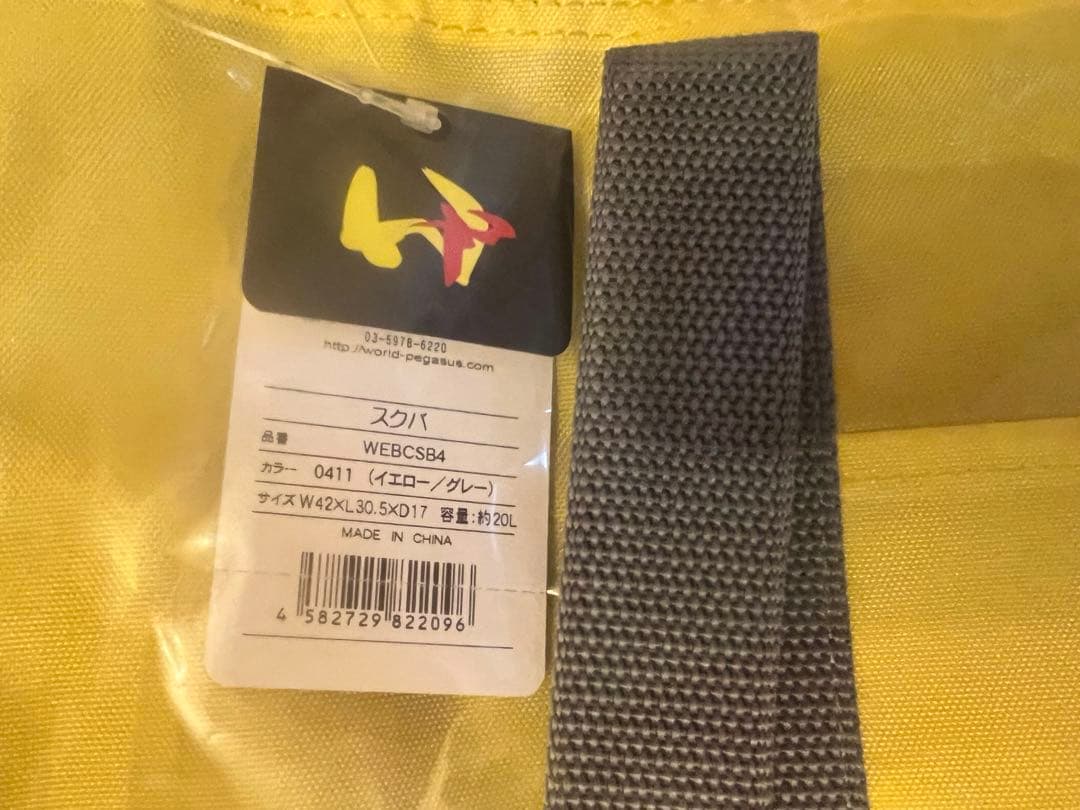 03-5978-6220
http://world-pegasus.com
スクバ
品番 WEBCSB4
カラー 0411 (イエロー/グレー)
サイズ W42×L30.5×D17 容量:約20L
MADE IN CHINA
4 582729 822096